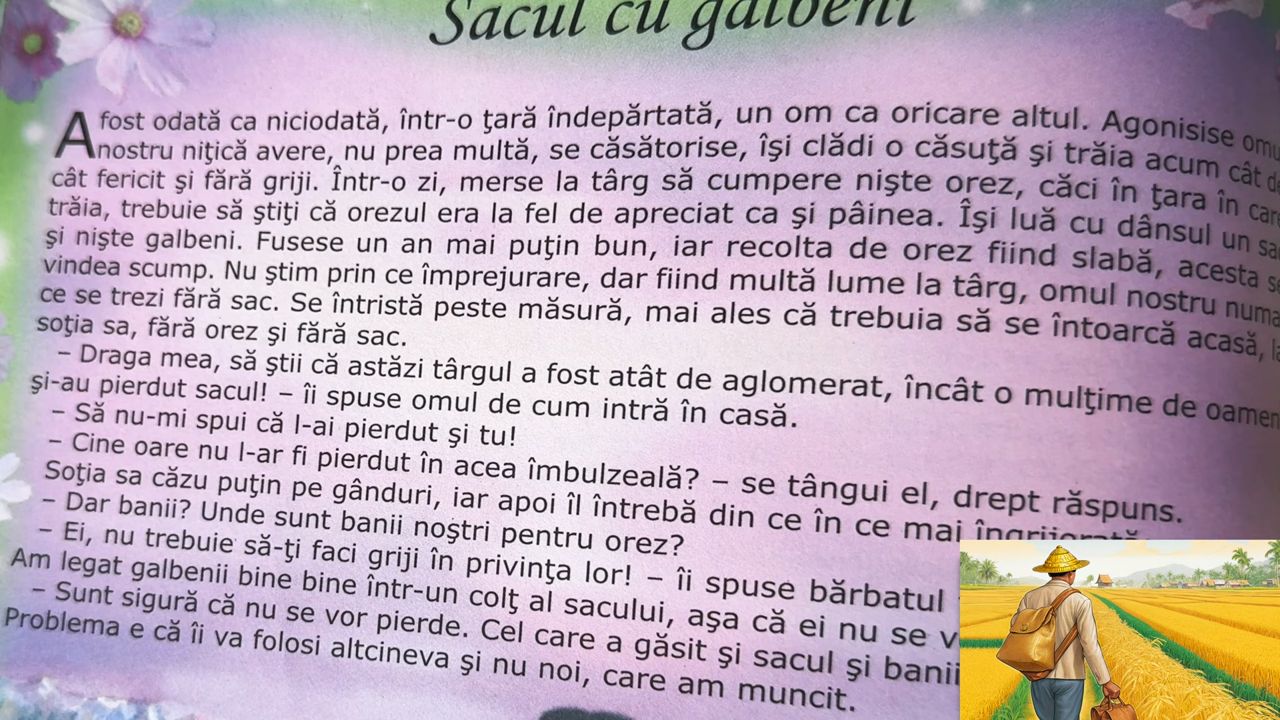 Sacul cu galbeni
A fost odată ca niciodată, într-o ţară îndepărtată, un om ca oricare altul. Agonisise
nostru niţică avere, nu prea multă, se căsătorise, îşi clădi o căsuţă şi trăia acum cât
cât fericit şi fără griji. Într-o zi, merse la târg să cumpere nişte orez, căci în ţara în
trăia, trebuie să ştiţi că orezul era la fel de apreciat ca şi pâinea. Îşi luă cu dânsul un
şi nişte galbeni. Fusese un an mai puţin bun, iar recolta de orez fiind slabă, acesta
vindea scump. Nu ştim prin ce împrejurare, dar fiind multă lume la târg, omul nostru
ce se trezi fără sac. Se întristă peste măsură, mai ales că trebuia să se întoarcă acasă,
soţia sa, fără orez şi fără sac.
– Draga mea, să ştii că astăzi târgul a fost atât de aglomerat, încât o mulţime de
şi-au pierdut sacul! – îi spuse omul de cum intră în casă.
– Să nu-mi spui că l-ai pierdut şi tu!
– Cine oare nu l-ar fi pierdut în acea îmbulzeală? – se tângui el, drept răspuns.
Soţia sa căzu puţin pe gânduri, iar apoi îl întrebă din ce în ce mai
– Dar banii? Unde sunt banii noştri pentru orez?
– Ei, nu trebuie să-ţi faci griji în privinţa lor! – îi spuse bărbatul
Am legat galbenii bine bine într-un colţ al sacului, aşa că ei nu se
– Sunt sigură că nu se vor pierde. Cel care a găsit şi sacul şi banii
Problema e că îi va folosi altcineva şi nu noi, care am muncit.